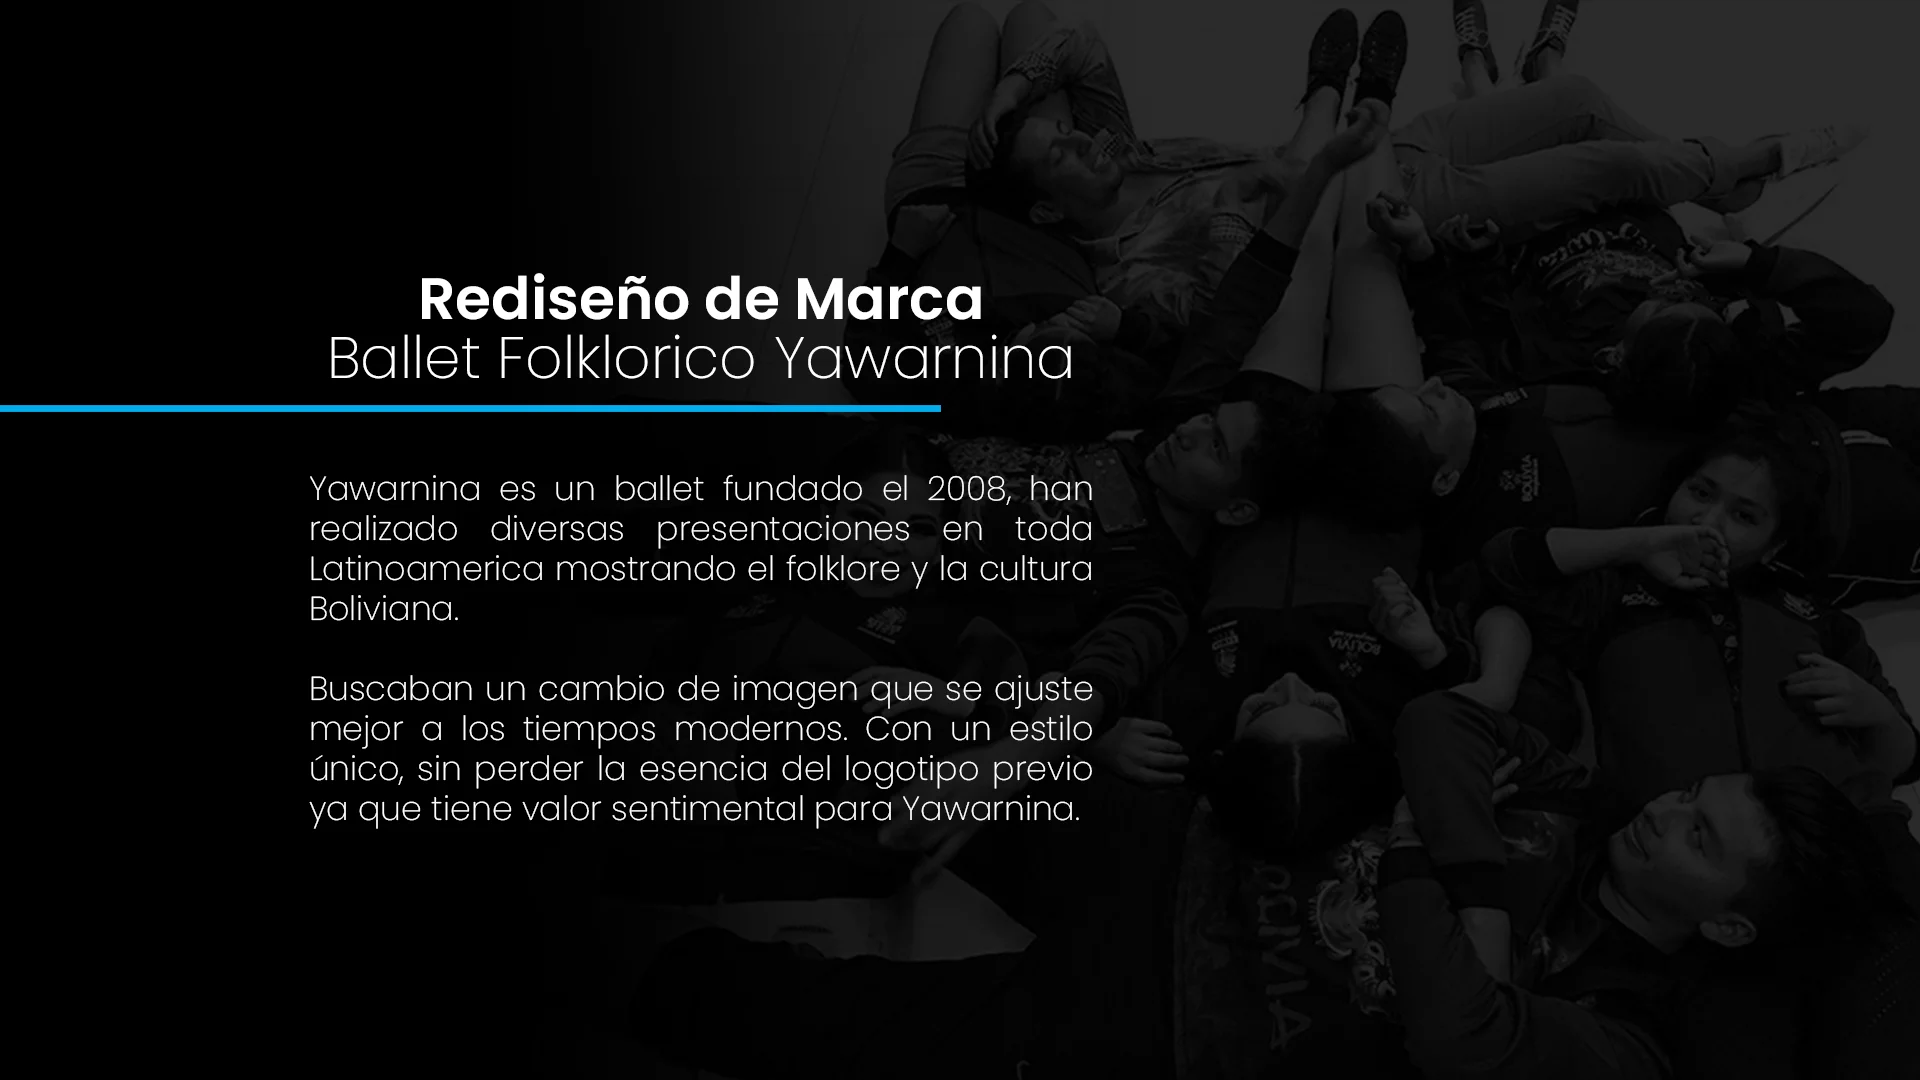 Rediseño de Marca
Ballet Folklorico Yawarnina
Yawarnina es un ballet fundado el 2008, han
realizado diversas presentaciones en toda
Latinoamerica mostrando el folklore y la cultura
Boliviana.
Buscaban un cambio de imagen que se ajuste
mejor a los tiempos modernos. Con un estilo
único, sin perder la esencia del logotipo previo
ya que tiene valor sentimental para Yawarnina.
BOLIVIA
BOLIVIA